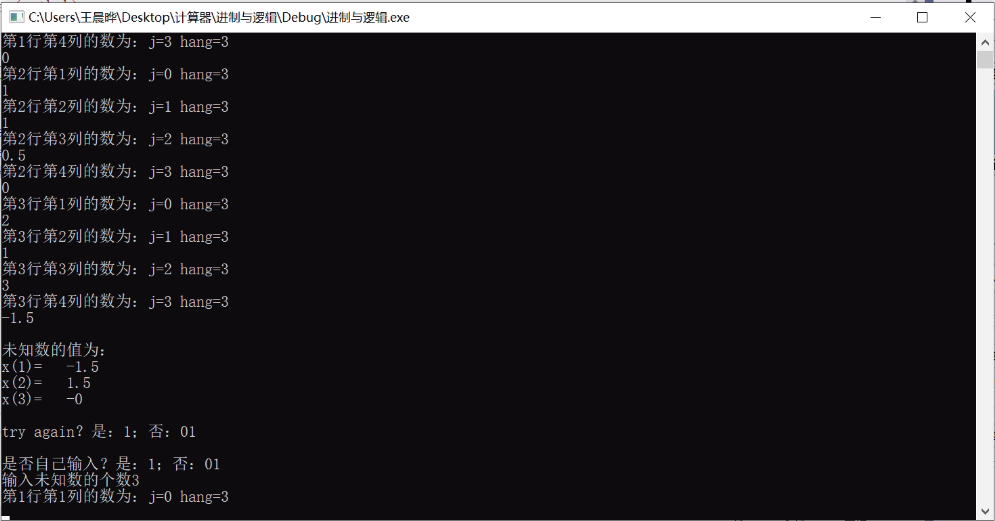 C:\Users\王晨晔\Desktop\计算器\进制与逻辑\Debug\进制与逻辑.exe
第1行第4列的数为: j=3 hang=3
0
第2行第1列的数为: j=0 hang=3
1
第2行第2列的数为: j=1 hang=3
1
第2行第3列的数为: j=2 hang=3
0.5
第2行第4列的数为: j=3 hang=3
0
第3行第1列的数为: j=0 hang=3
2
第3行第2列的数为: j=1 hang=3
1
第3行第3列的数为: j=2 hang=3
3
第3行第4列的数为: j=3 hang=3
-1.5
未知数的值为:
x(1)= -1.5
x(2)= 1.5
x(3)= -0
try again? 是: 1; 否: 01
是否自己输入? 是: 1; 否: 01
输入未知数的个数3
第1行第1列的数为: j=0 hang=3